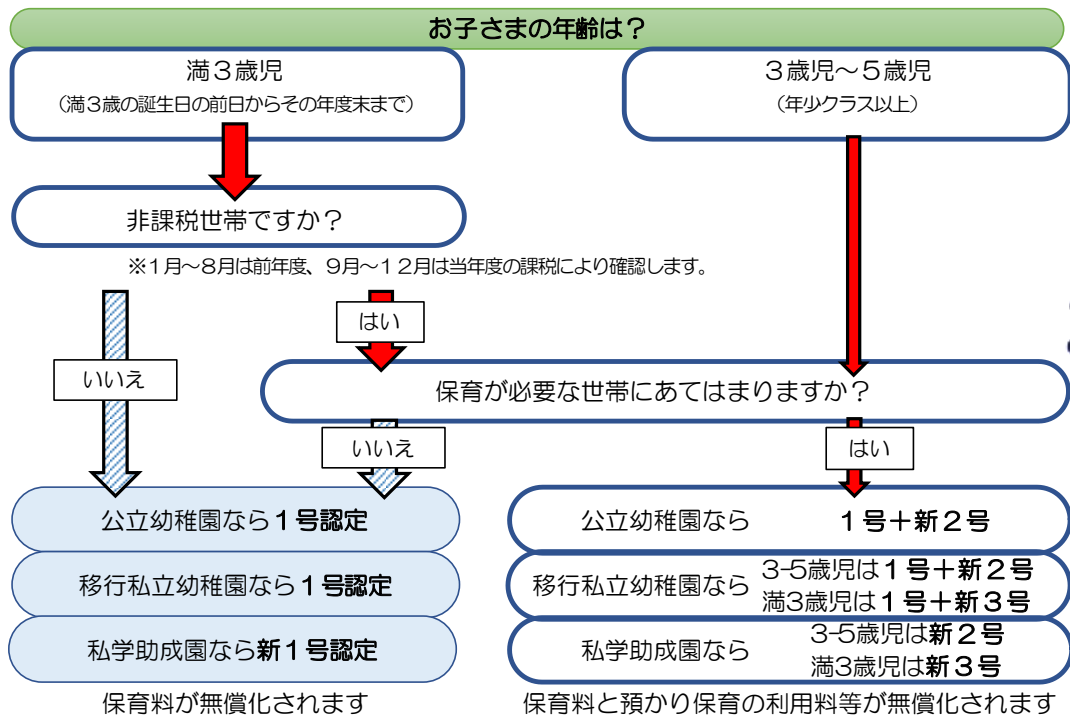 お子さまの年齢は？
満３歳児
（満３歳の誕生日の前日からその年度末まで）
３歳児～５歳児
（年少クラス以上）
非課税世帯ですか？
※１月～８月は前年度、９月～１２月は当年度の課税により確認します。
はい
いいえ
保育が必要な世帯にあてはまりますか？
いいえ
はい
公立幼稚園なら１号認定
移行私立幼稚園なら１号認定
私学助成園なら新１号認定
保育料が無償化されます
公立幼稚園なら　１号＋新２号
移行私立幼稚園なら
3-5歳児は１号＋新２号
満3歳児は１号＋新３号
私学助成園なら
3-5歳児は新２号
満3歳児は新３号
保育料と預かり保育の利用料等が無償化されます